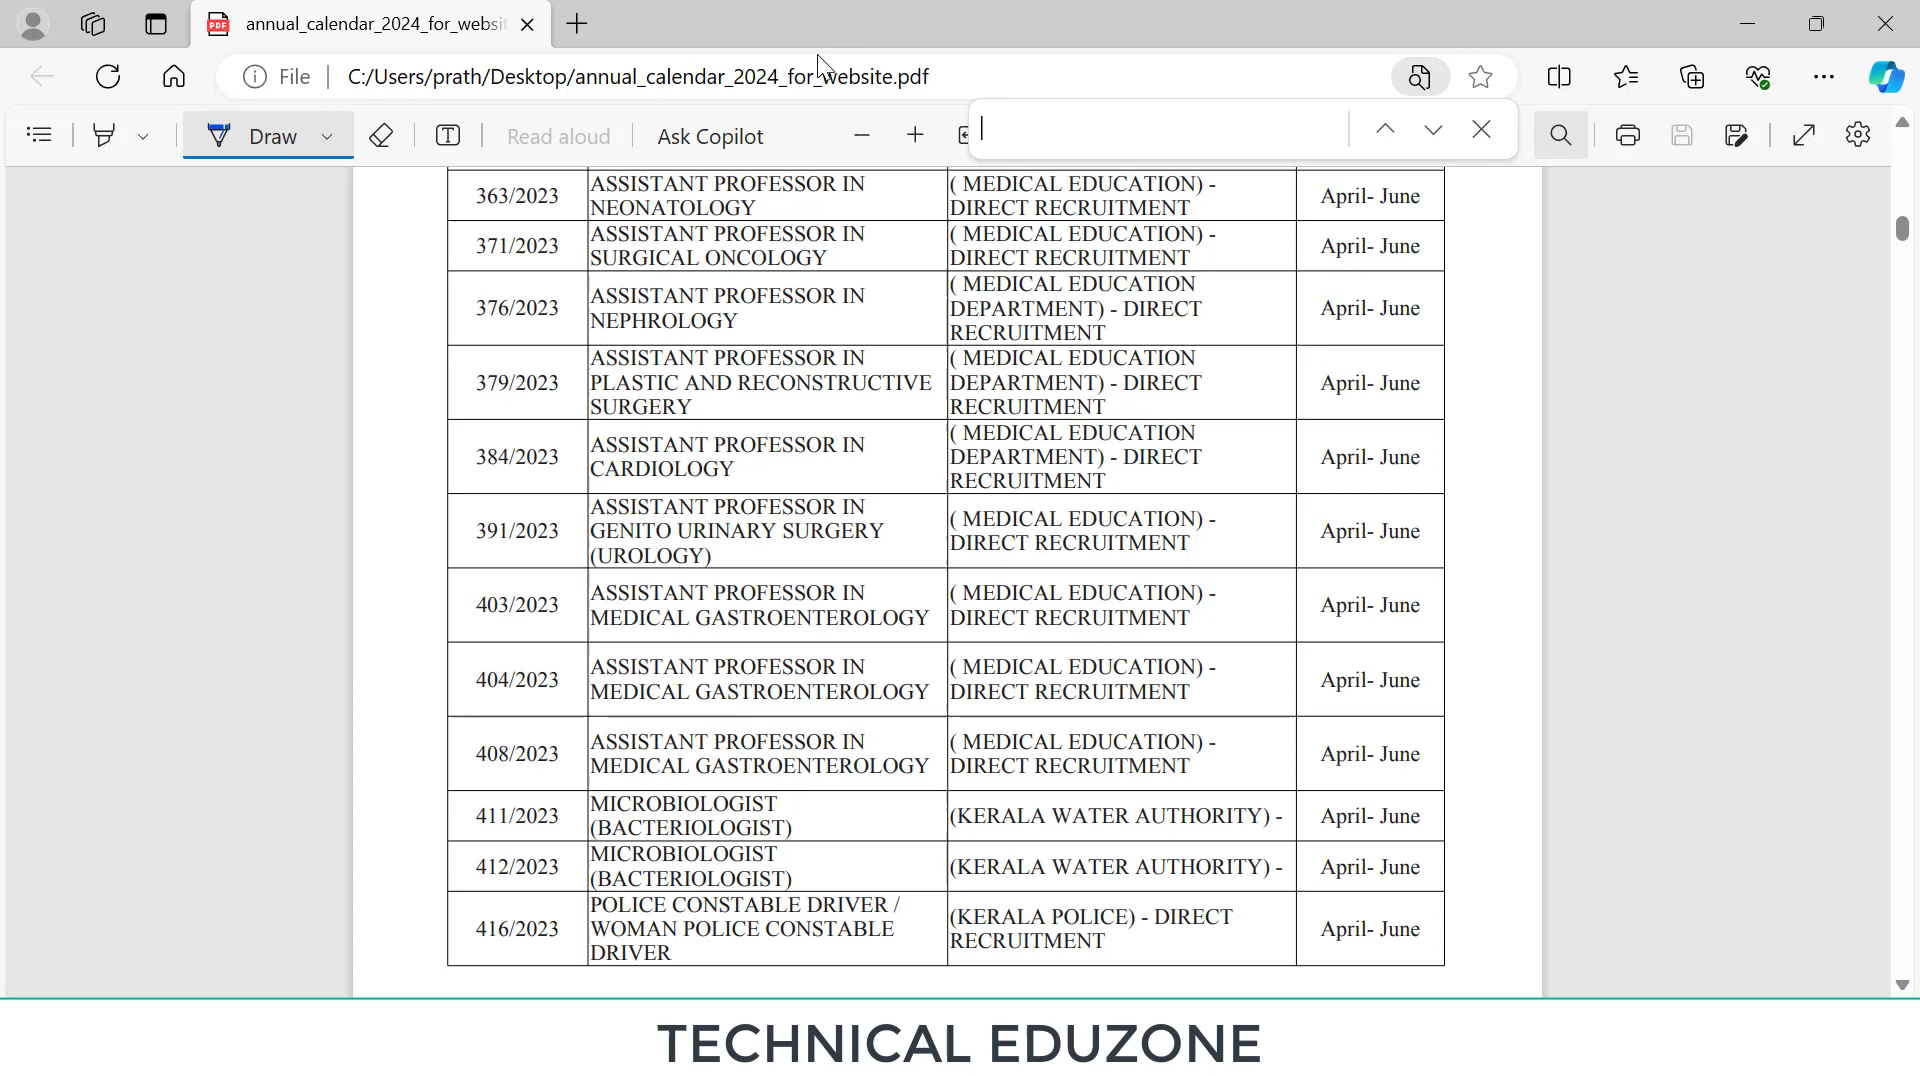 annual_calendar_2024_for_websi
File
C:/Users/prath/Desktop/annual_calendar_2024_for_website.pdf
Draw
Read aloud
Ask Copilot
363/2023
ASSISTANT PROFESSOR IN
NEONATOLOGY
( MEDICAL EDUCATION) -
DIRECT RECRUITMENT
April- June
371/2023
ASSISTANT PROFESSOR IN
SURGICAL ONCOLOGY
( MEDICAL EDUCATION) -
DIRECT RECRUITMENT
April- June
376/2023
ASSISTANT PROFESSOR IN
NEPHROLOGY
( MEDICAL EDUCATION
DEPARTMENT) - DIRECT
RECRUITMENT
April- June
379/2023
ASSISTANT PROFESSOR IN
PLASTIC AND RECONSTRUCTIVE
SURGERY
( MEDICAL EDUCATION
DEPARTMENT) - DIRECT
RECRUITMENT
April- June
384/2023
ASSISTANT PROFESSOR IN
CARDIOLOGY
( MEDICAL EDUCATION
DEPARTMENT) - DIRECT
RECRUITMENT
April- June
391/2023
ASSISTANT PROFESSOR IN
GENITO URINARY SURGERY
(UROLOGY)
( MEDICAL EDUCATION) -
DIRECT RECRUITMENT
April- June
403/2023
ASSISTANT PROFESSOR IN
MEDICAL GASTROENTEROLOGY
( MEDICAL EDUCATION) -
DIRECT RECRUITMENT
April- June
404/2023
ASSISTANT PROFESSOR IN
MEDICAL GASTROENTEROLOGY
( MEDICAL EDUCATION) -
DIRECT RECRUITMENT
April- June
408/2023
ASSISTANT PROFESSOR IN
MEDICAL GASTROENTEROLOGY
( MEDICAL EDUCATION) -
DIRECT RECRUITMENT
April- June
411/2023
MICROBIOLOGIST
(BACTERIOLOGIST)
(KERALA WATER AUTHORITY) -
April- June
412/2023
MICROBIOLOGIST
(BACTERIOLOGIST)
(KERALA WATER AUTHORITY) -
April- June
416/2023
POLICE CONSTABLE DRIVER /
WOMAN POLICE CONSTABLE
DRIVER
(KERALA POLICE) - DIRECT
RECRUITMENT
April- June
TECHNICAL EDUZONE